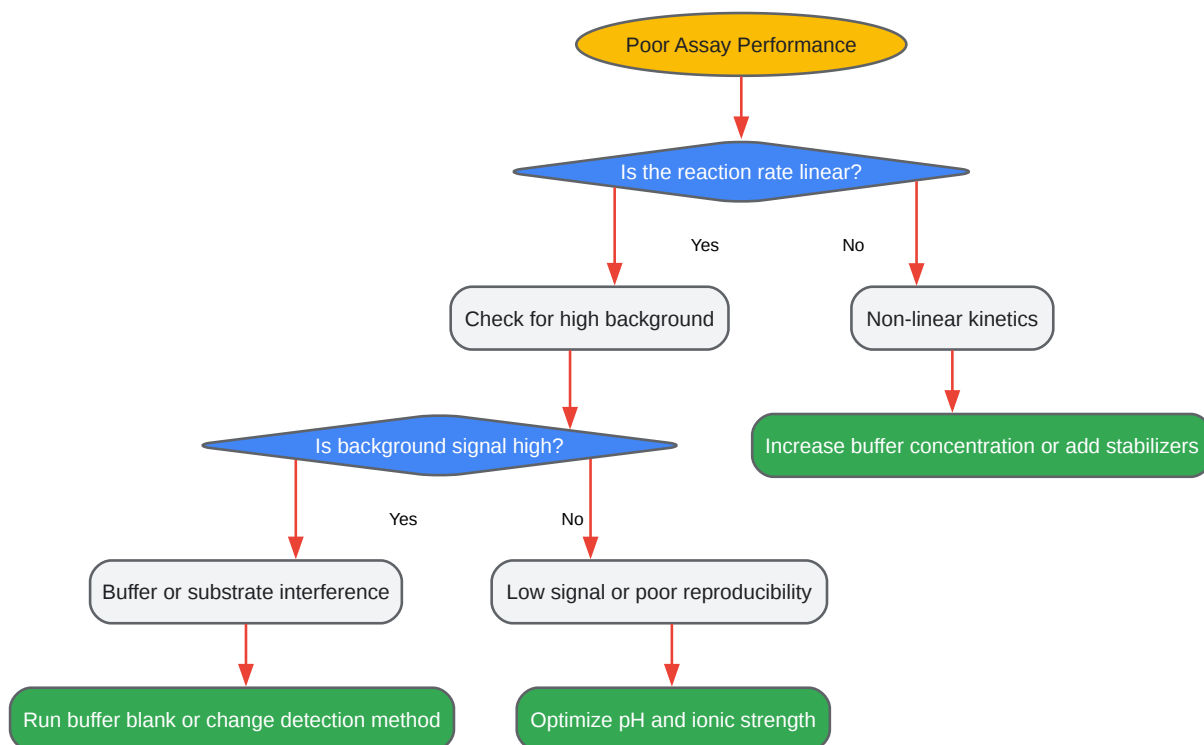 Poor Assay Performance
Is the reaction rate linear?
Yes
No
Check for high background
Non-linear kinetics
Is background signal high?
Increase buffer concentration or add stabilizers
Yes
No
Buffer or substrate interference
Low signal or poor reproducibility
Run buffer blank or change detection method
Optimize pH and ionic strength